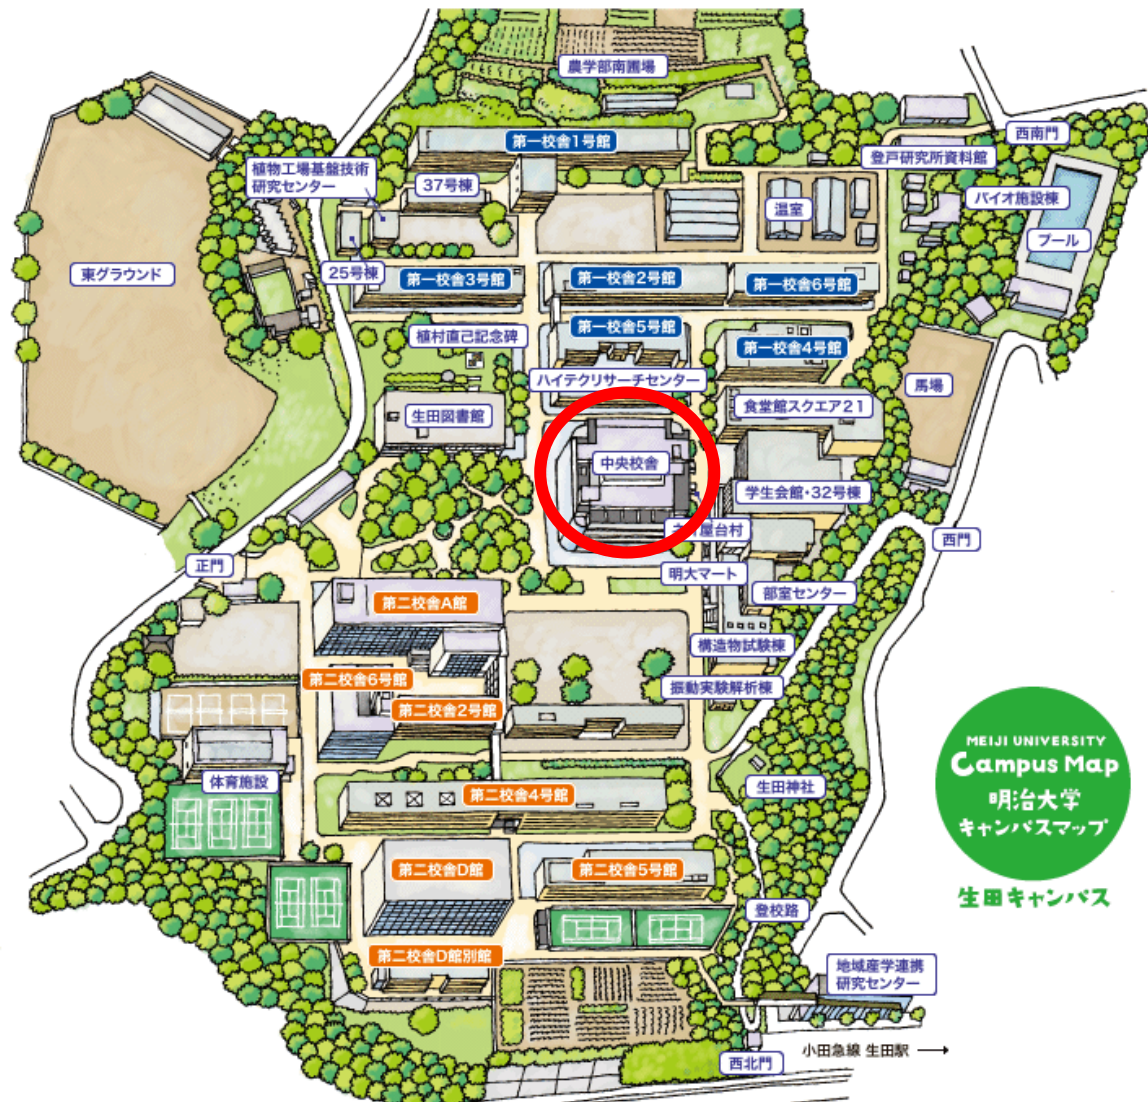 農学部南圃場
第一校舎1号館
西南門
登戸研究所資料館
植物工場基盤技術
研究センター
37号棟
バイオ施設棟
温室
プール
東グラウンド
25号棟
第一校舎3号館
第一校舎2号館
第一校舎6号館
第一校舎5号館
植村直己記念碑
第一校舎4号館
ハイテクリサーチセンター
馬場
食堂館スクエア21
生田図書館
中央校舎
学生会館・32号棟
屋台村
西門
正門
明大マート
部室センター
第二校舎A館
構造物試験棟
第二校舎6号館
振動実験解析棟
第二校舎2号館
MEIJI UNIVERSITY
Campus Map
明治大学
キャンパスマップ
生田キャンパス
体育施設
生田神社
第二校舎4号館
第二校舎D館
第二校舎5号館
登校路
第二校舎D館別館
地域産学連携
研究センター
小田急線 生田駅
西北門